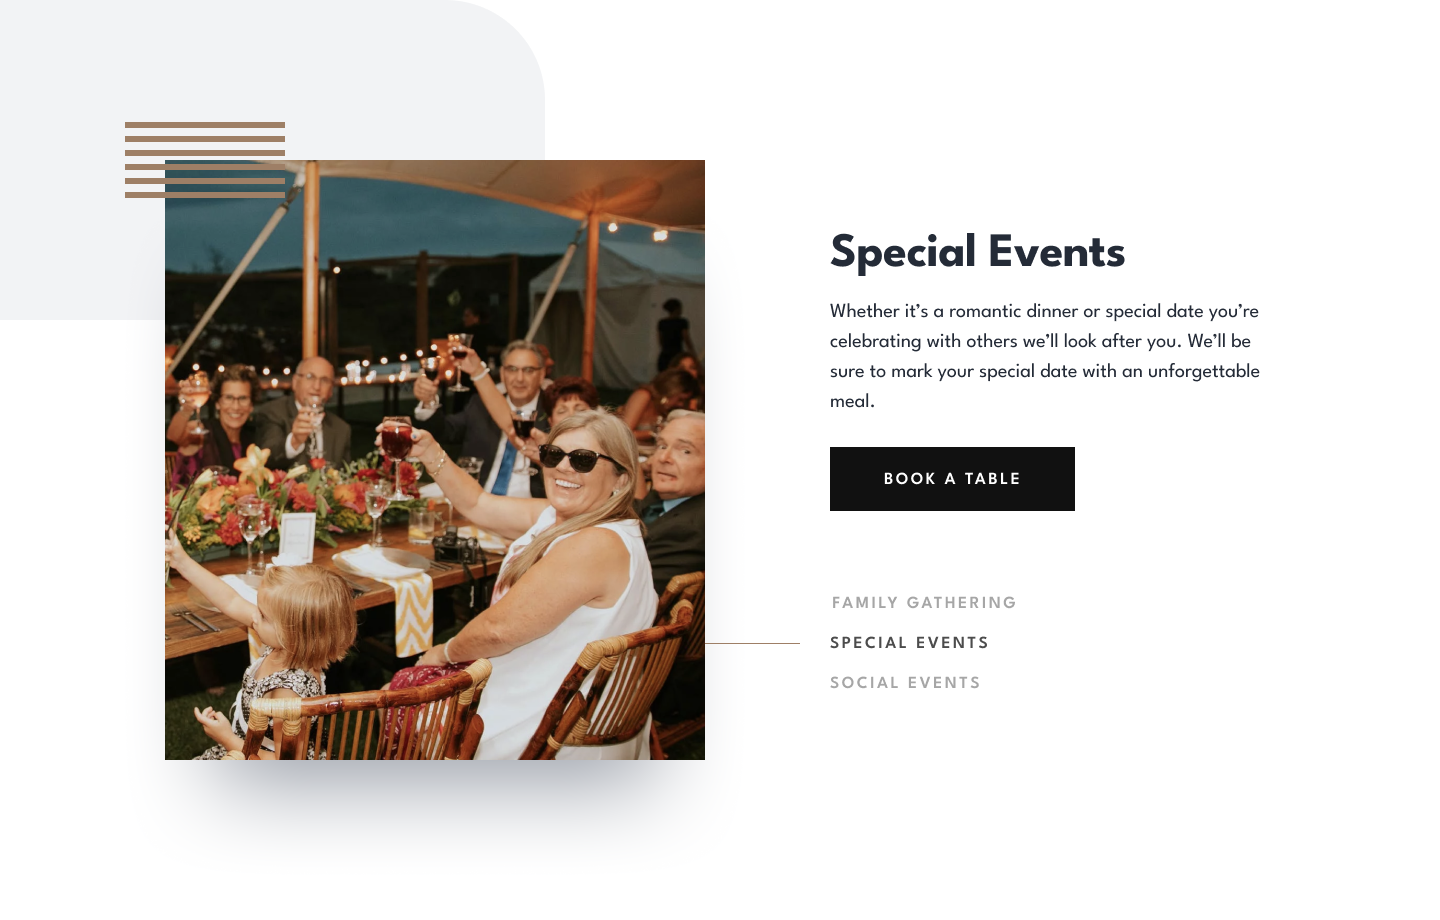 Special Events
Whether it’s a romantic dinner or special date you’re
celebrating with others we’ll look after you. We’ll be
sure to mark your special date with an unforgettable
meal.
BOOK A TABLE
FAMILY GATHERING
SPECIAL EVENTS
SOCIAL EVENTS